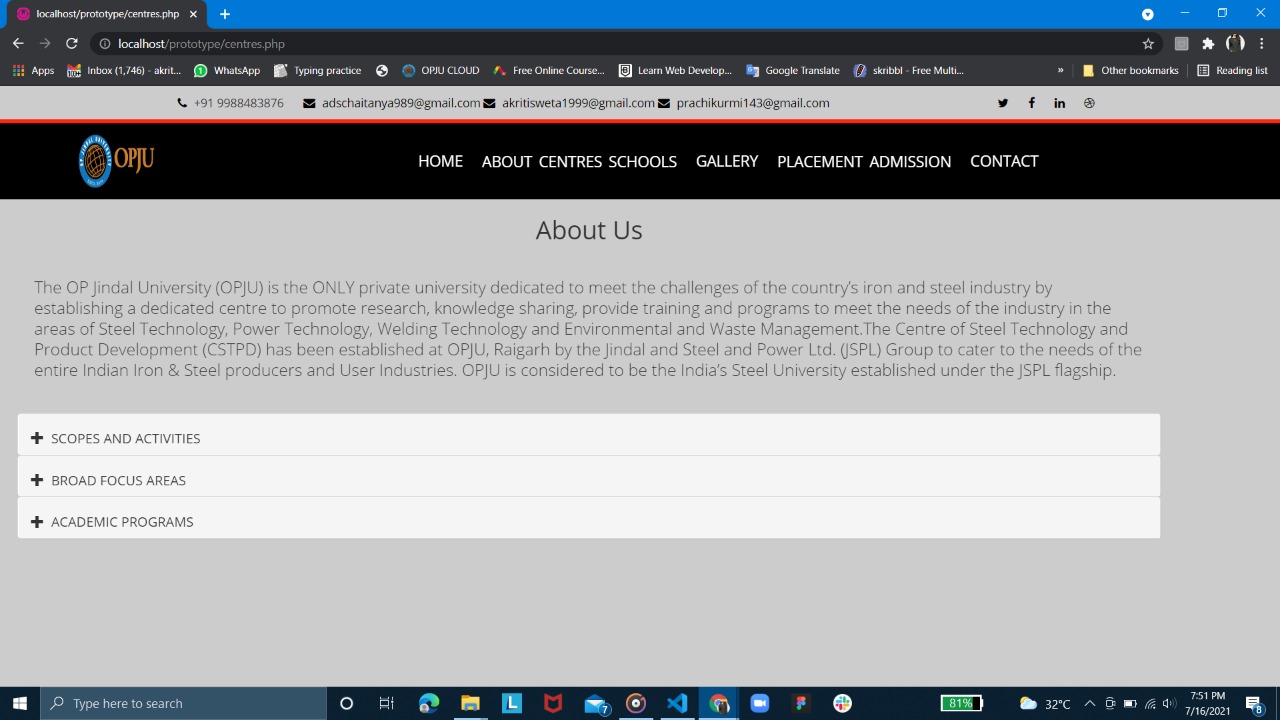 localhost/prototype/centres.php
localhost/prototype/centres.php
Apps Inbox (1,746) - akrit... WhatsApp Typing practice OPJU CLOUD Free Online Course... Learn Web Develop... Google Translate skribbl - Free Multi... » Other bookmarks Reading list
+91 9988483876 adschaitanya989@gmail.com akritisweta1999@gmail.com prachikurmi143@gmail.com
OPJU HOME ABOUT CENTRES SCHOOLS GALLERY PLACEMENT ADMISSION CONTACT
About Us
The OP Jindal University (OPJU) is the ONLY private university dedicated to meet the challenges of the country's iron and steel industry by
establishing a dedicated centre to promote research, knowledge sharing, provide training and programs to meet the needs of the industry in the
areas of Steel Technology, Power Technology, Welding Technology and Environmental and Waste Management.The Centre of Steel Technology and
Product Development (CSTPD) has been established at OPJU, Raigarh by the Jindal and Steel and Power Ltd. (JSPL) Group to cater to the needs of the
entire Indian Iron & Steel producers and User Industries. OPJU is considered to be the India's Steel University established under the JSPL flagship.
SCOPES AND ACTIVITIES
BROAD FOCUS AREAS
ACADEMIC PROGRAMS
Type here to search L 7 81% 32°C 7:51 PM
7/16/2021 8